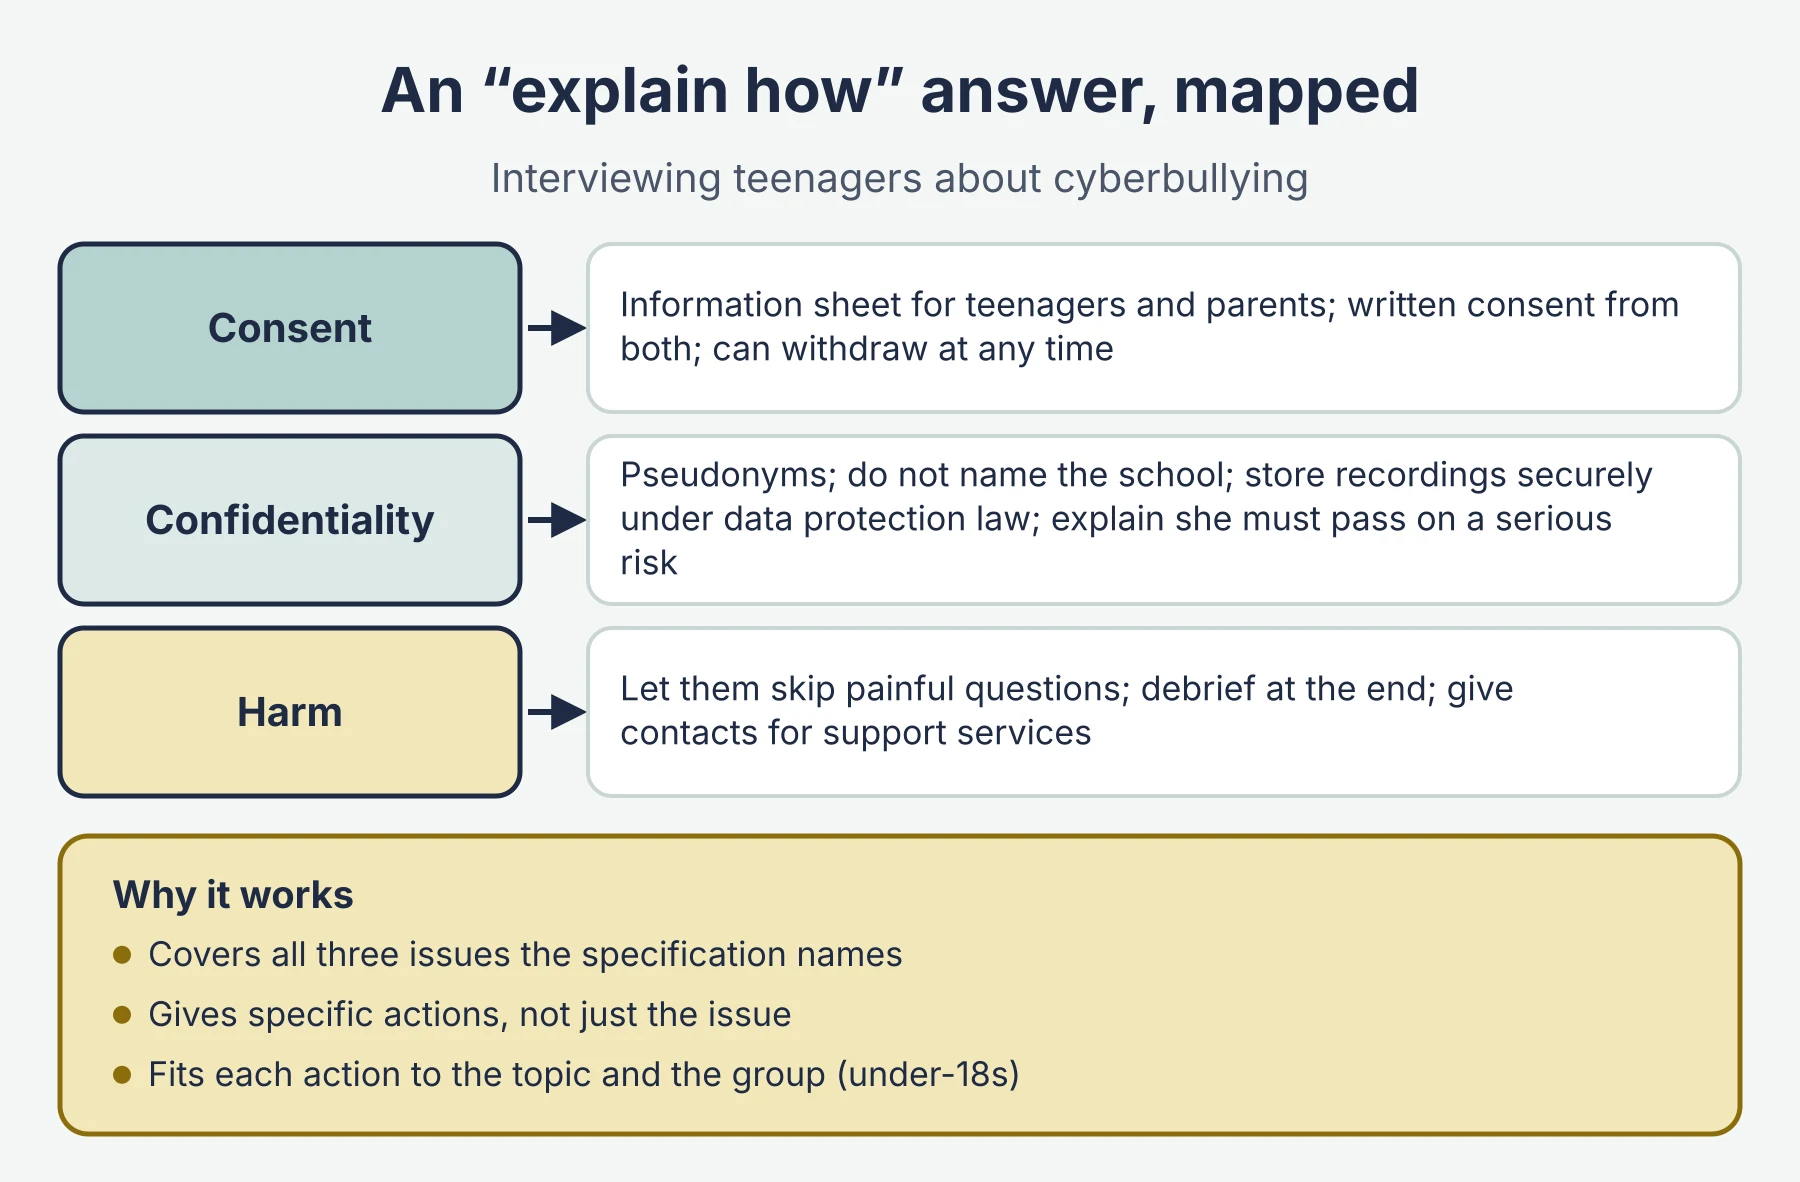 An “explain how” answer, mapped
Interviewing teenagers about cyberbullying
Consent
Information sheet for teenagers and parents; written consent from
both; can withdraw at any time
Confidentiality
Pseudonyms; do not name the school; store recordings securely
under data protection law; explain she must pass on a serious
risk
Harm
Let them skip painful questions; debrief at the end; give
contacts for support services
Why it works
● Covers all three issues the specification names
● Gives specific actions, not just the issue
● Fits each action to the topic and the group (under-18s)